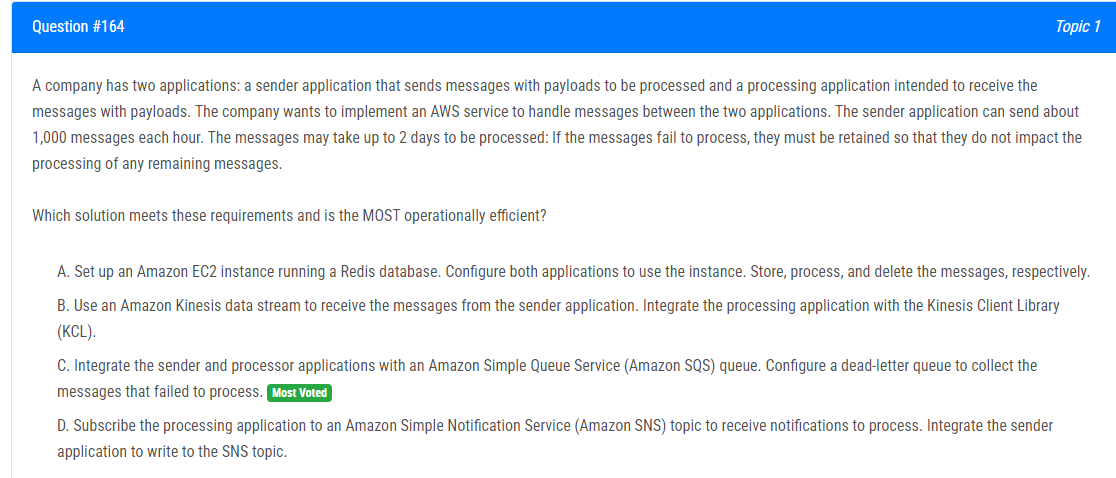 Question #164
Topic 1
A company has two applications: a sender application that sends messages with payloads to be processed and a processing application intended to receive the
messages with payloads. The company wants to implement an AWS service to handle messages between the two applications. The sender application can send about
1,000 messages each hour. The messages may take up to 2 days to be processed: If the messages fail to process, they must be retained so that they do not impact the
processing of any remaining messages.
Which solution meets these requirements and is the MOST operationally efficient?
A. Set up an Amazon EC2 instance running a Redis database. Configure both applications to use the instance. Store, process, and delete the messages, respectively.
B. Use an Amazon Kinesis data stream to receive the messages from the sender application. Integrate the processing application with the Kinesis Client Library
(KCL).
C. Integrate the sender and processor applications with an Amazon Simple Queue Service (Amazon SQS) queue. Configure a dead-letter queue to collect the
messages that failed to process. Most Voted
D. Subscribe the processing application to an Amazon Simple Notification Service (Amazon SNS) topic to receive notifications to process. Integrate the sender
application to write to the SNS topic.